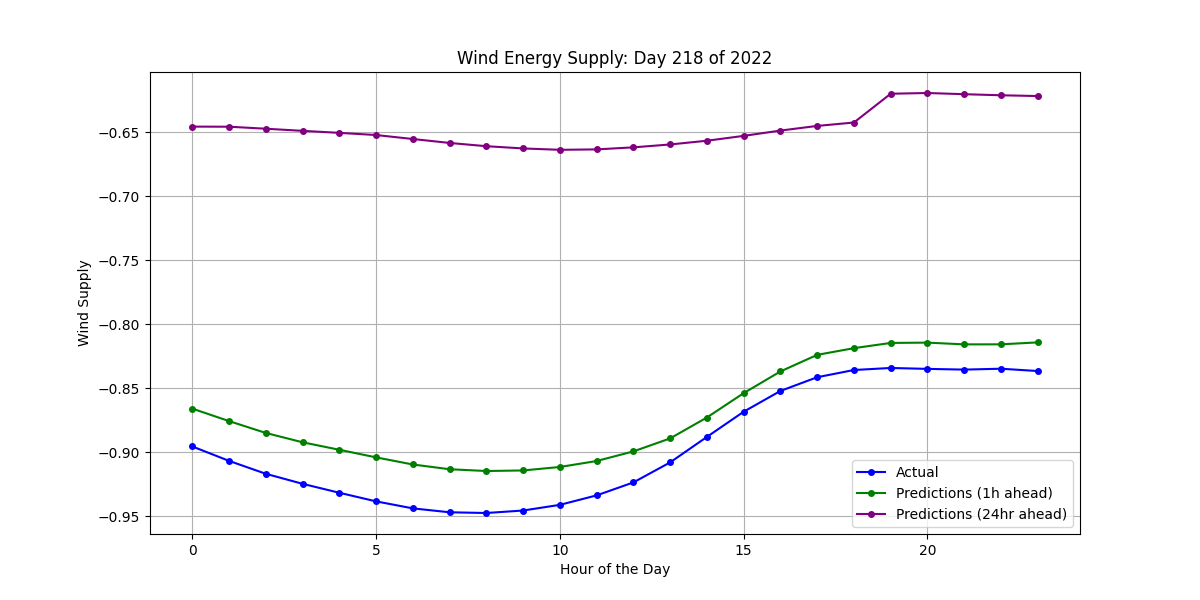 Wind Energy Supply: Day 218 of 2022
Wind Supply
−0.65
−0.70
−0.75
−0.80
−0.85
−0.90
−0.95
Actual
Predictions (1h ahead)
Predictions (24hr ahead)
0 5 10 15 20
Hour of the Day